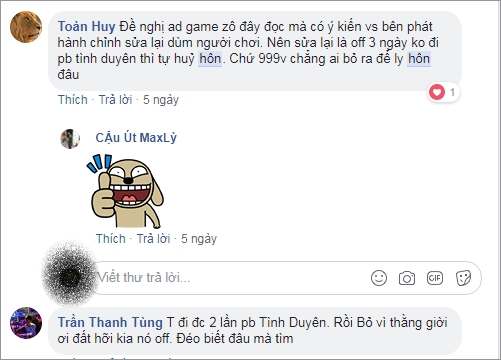 Toản Huy Đề nghị ad game zô đây đọc mà có ý kiến vs bên phát
hành chỉnh sửa lại dùm người chơi. Nên sửa lại là off 3 ngày ko đi
pb tình duyên thì tự huỷ hôn. Chứ 999v chẳng ai bỏ ra để ly hôn
đâu
Thích · Trả lời · 5 ngày
1
CẬu Út MaxLỳ
Thích · Trả lời · 5 ngày
Viết thư trả lời...
GIF
Trần Thanh Tùng T đi đc 2 lần pb Tình Duyên. Rồi Bỏ vì thằng giời
ơi đất hỡi kia nó off. Đéo biết đâu mà tìm